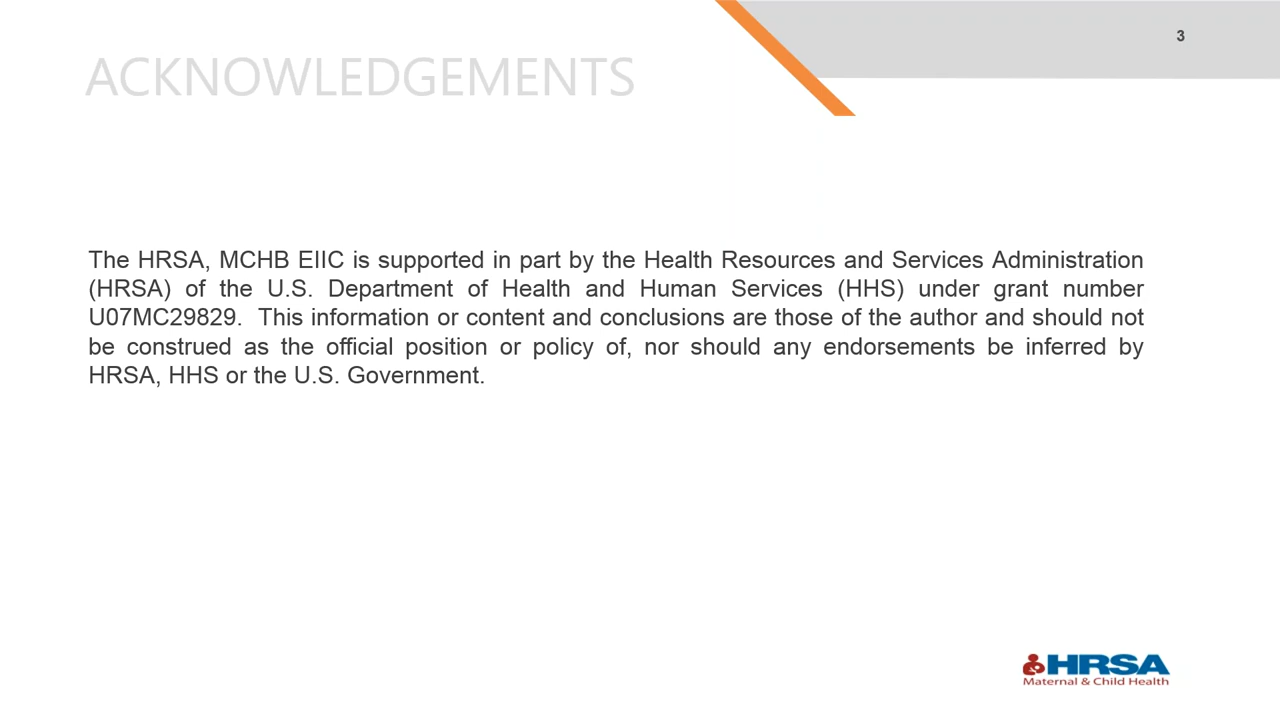 3
ACKNOWLEDGEMENTS
The HRSA, MCHB EIIC is supported in part by the Health Resources and Services Administration
(HRSA) of the U.S. Department of Health and Human Services (HHS) under grant number
U07MC29829.  This information or content and conclusions are those of the author and should not
be construed as the official position or policy of, nor should any endorsements be inferred by
HRSA, HHS or the U.S. Government.
HRSA
Maternal & Child Health